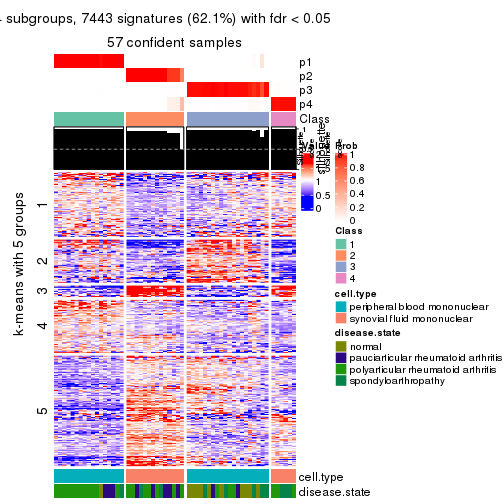 subgroups, 7443 signatures (62.1%) with fdr < 0.05
57 confident samples
p1
p2
p3
p4
Class
1
2
3
4
5
k-means with 5 groups
Value
1
0.5
0
Prob
1
0.8
0.6
0.4
0.2
0
Class
1
2
3
4
cell.type
peripheral blood mononuclear
synovial fluid mononuclear
disease.state
normal
pauciarticular rheumatoid arthritis
polyarticular rheumatoid arthritis
spondyloarthropathy
cell.type
disease.state